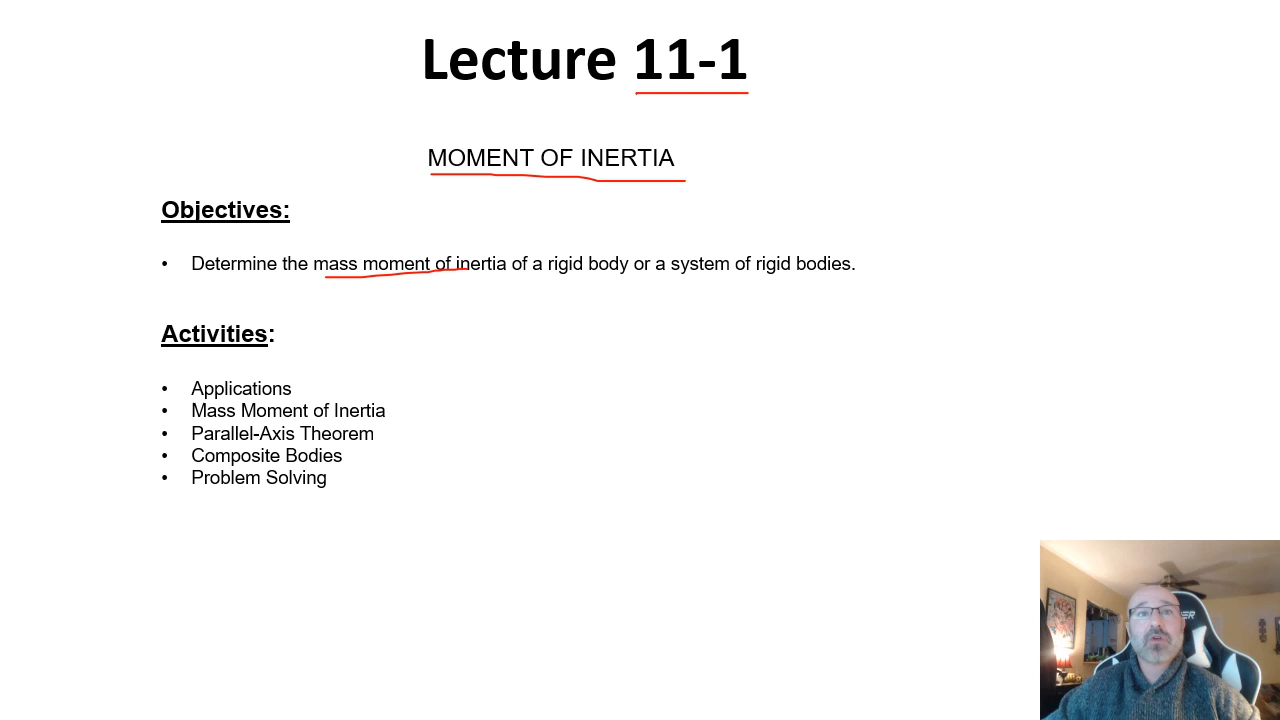 Lecture 11-1
MOMENT OF INERTIA
Objectives:
• Determine the mass moment of inertia of a rigid body or a system of rigid bodies.
Activities:
• Applications
• Mass Moment of Inertia
• Parallel-Axis Theorem
• Composite Bodies
• Problem Solving